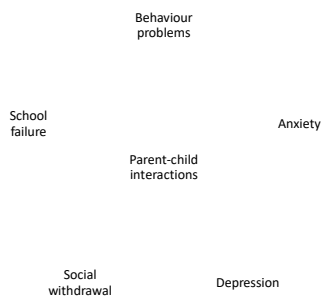 Behaviour
problems
School
failure
Anxiety
Parent-child
interactions
Social
withdrawal
Depression